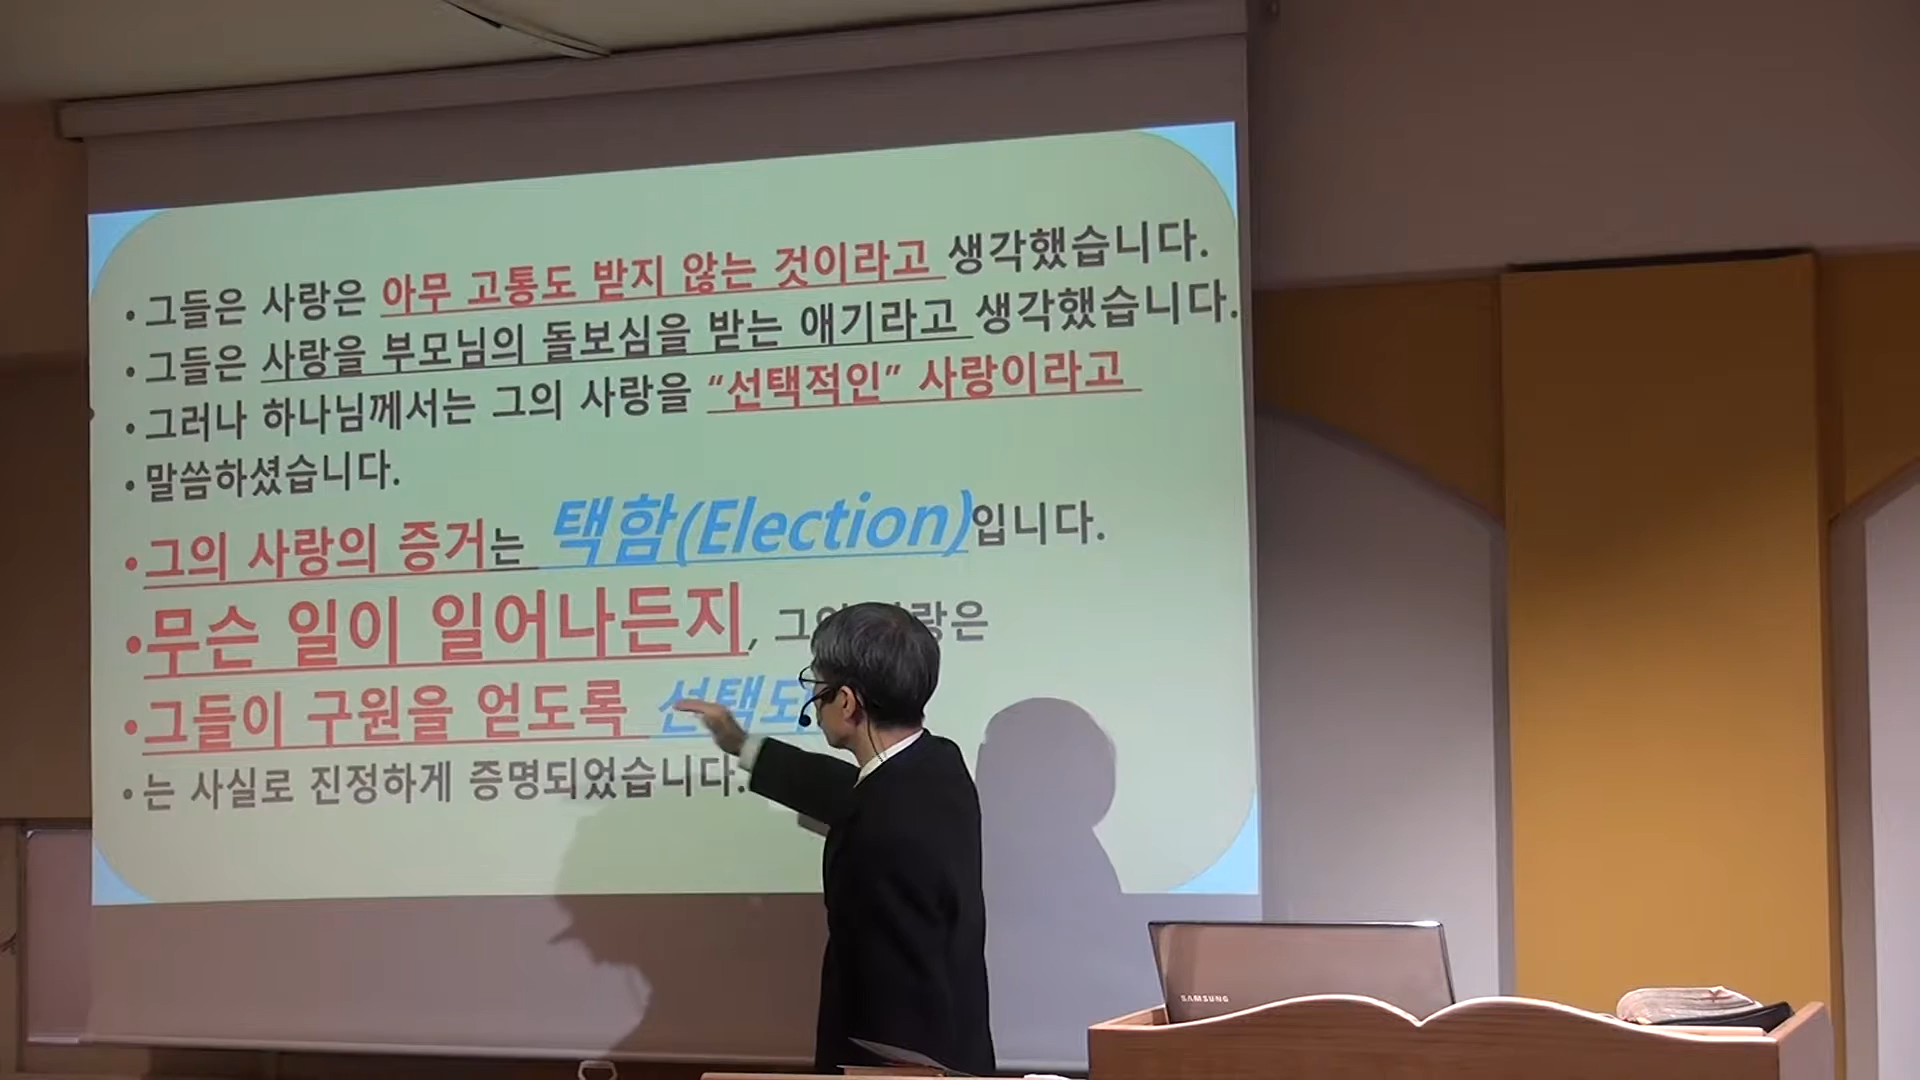 • 그들은 사랑은 아무 고통도 받지 않는 것이라고 생각했습니다.
• 그들은 사랑을 부모님의 돌보심을 받는 얘기라고 생각했습니다.
• 그러나 하나님께서는 그의 사랑을 “선택적인” 사랑이라고
• 말씀하셨습니다.
• 그의 사랑의 증거는 택함(Election)입니다.
• 무슨 일이 일어나든지, 그의 사랑은
• 그들이 구원을 얻도록 선택되
• 는 사실로 진정하게 증명되었습니다.
SAMSUNG